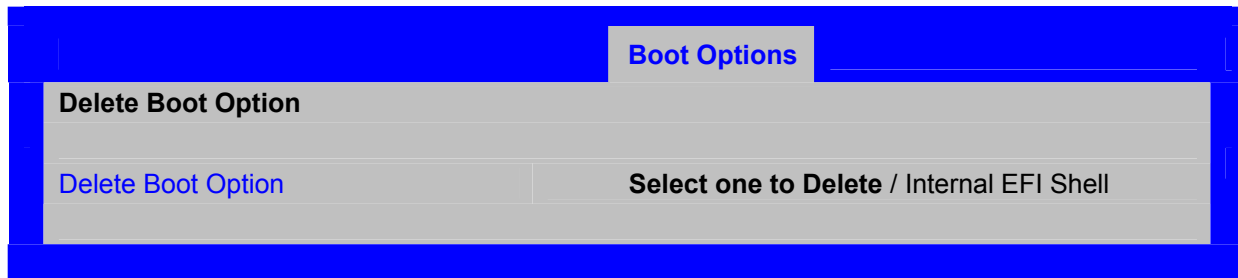 Boot Options
Delete Boot Option
Delete Boot Option Select one to Delete / Internal EFI Shell